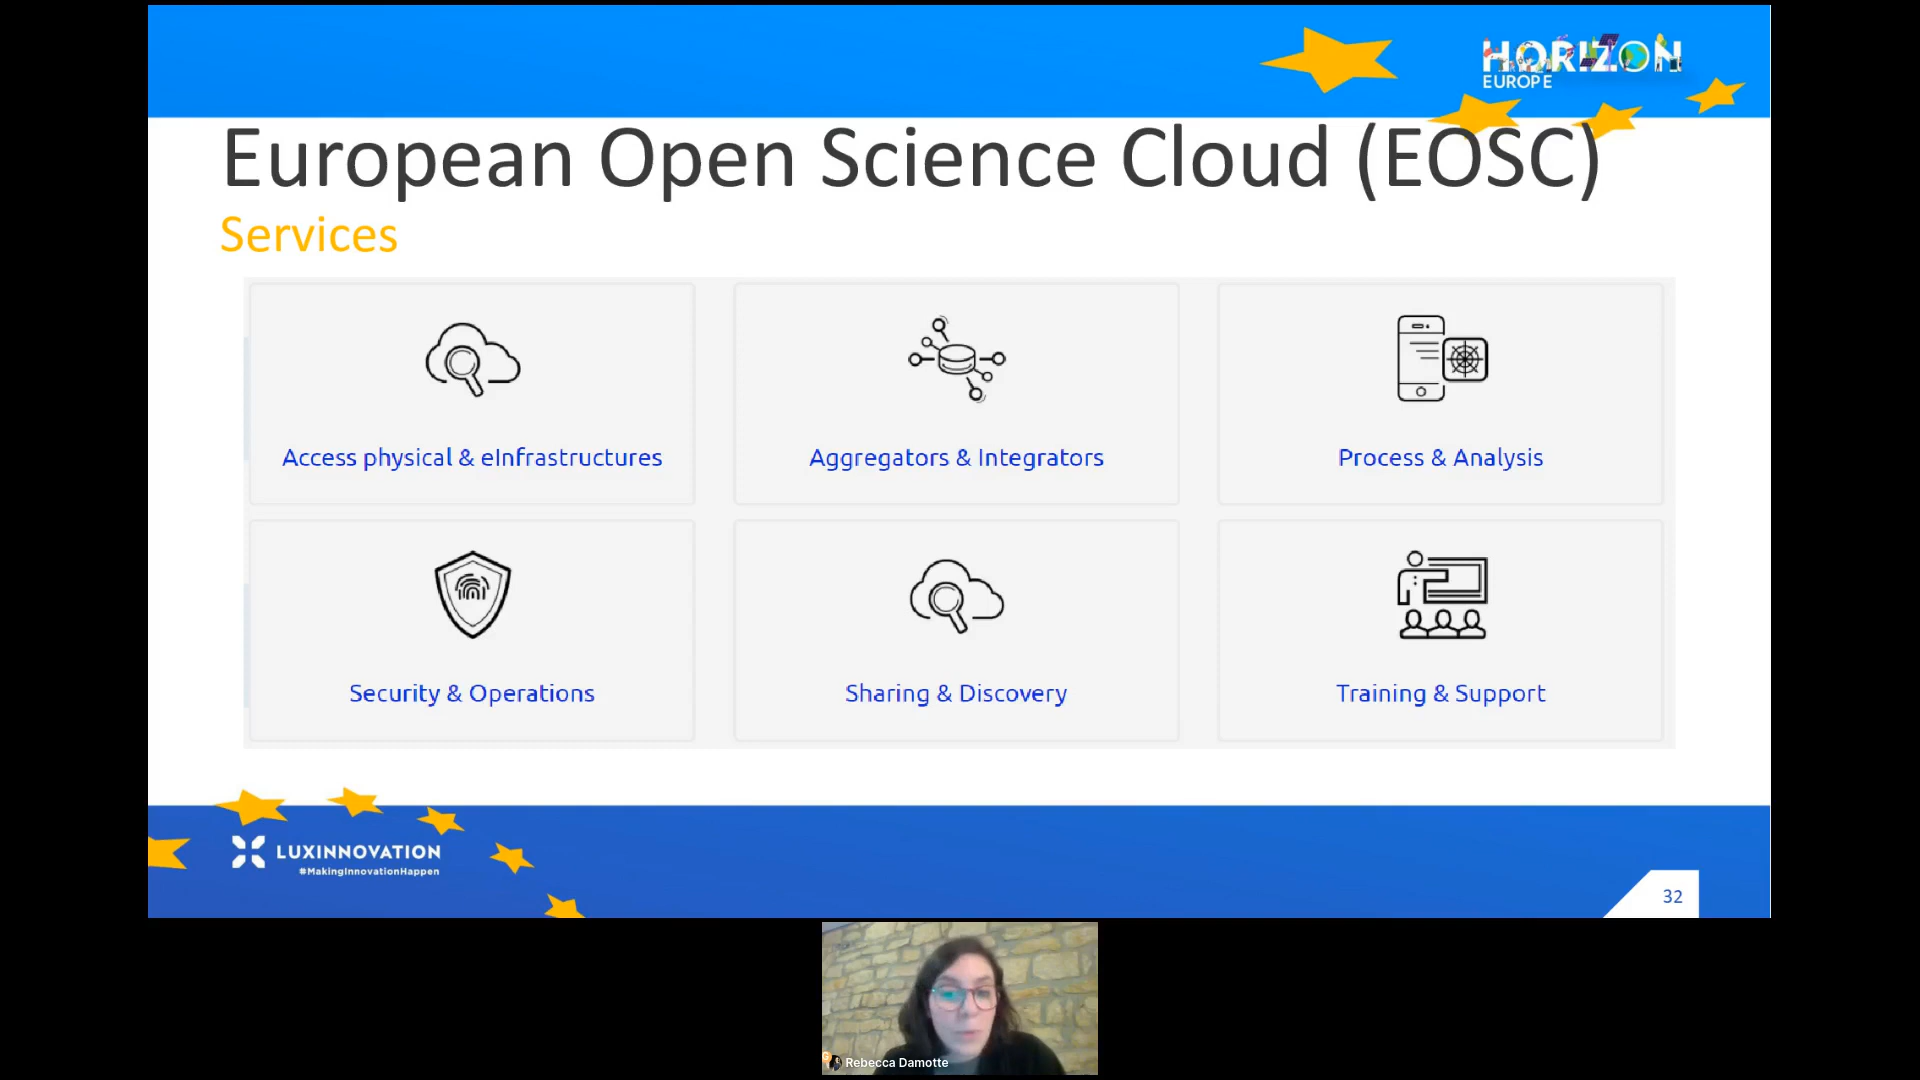 HORIZON
EUROPE
European Open Science Cloud (EOSC)
Services
Access physical & eInfrastructures
Aggregators & Integrators
Process & Analysis
Security & Operations
Sharing & Discovery
Training & Support
LUXINNOVATION
#MakingInnovationHappen
32
Rebecca Damotte